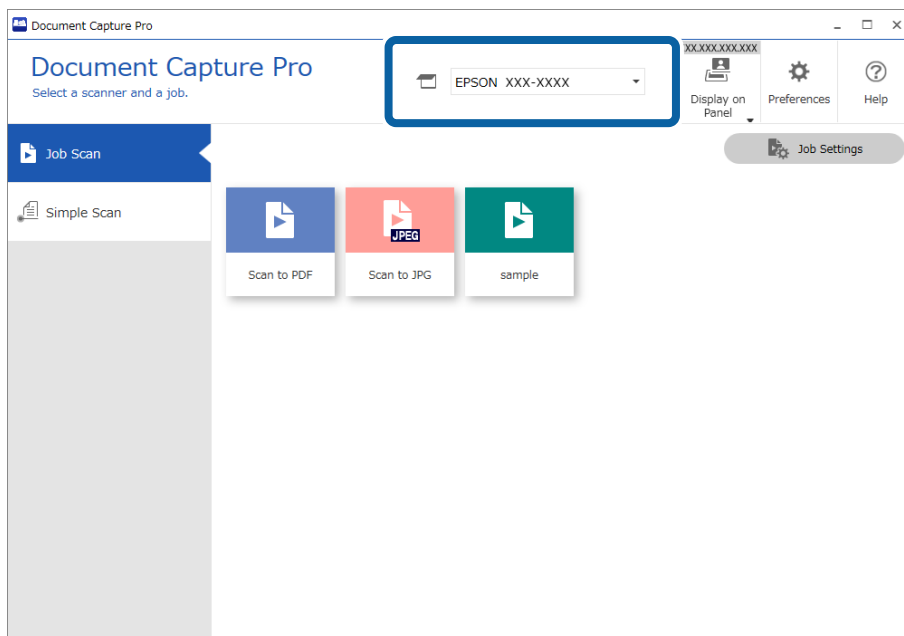 Document Capture Pro
Document Capture Pro
Select a scanner and a job.
EPSON XXX-XXXX
XX.XXX.XXX.XXX
Display on
Panel
Preferences
Help
Job Scan
Job Settings
Simple Scan
JPEG
Scan to PDF
Scan to JPG
sample